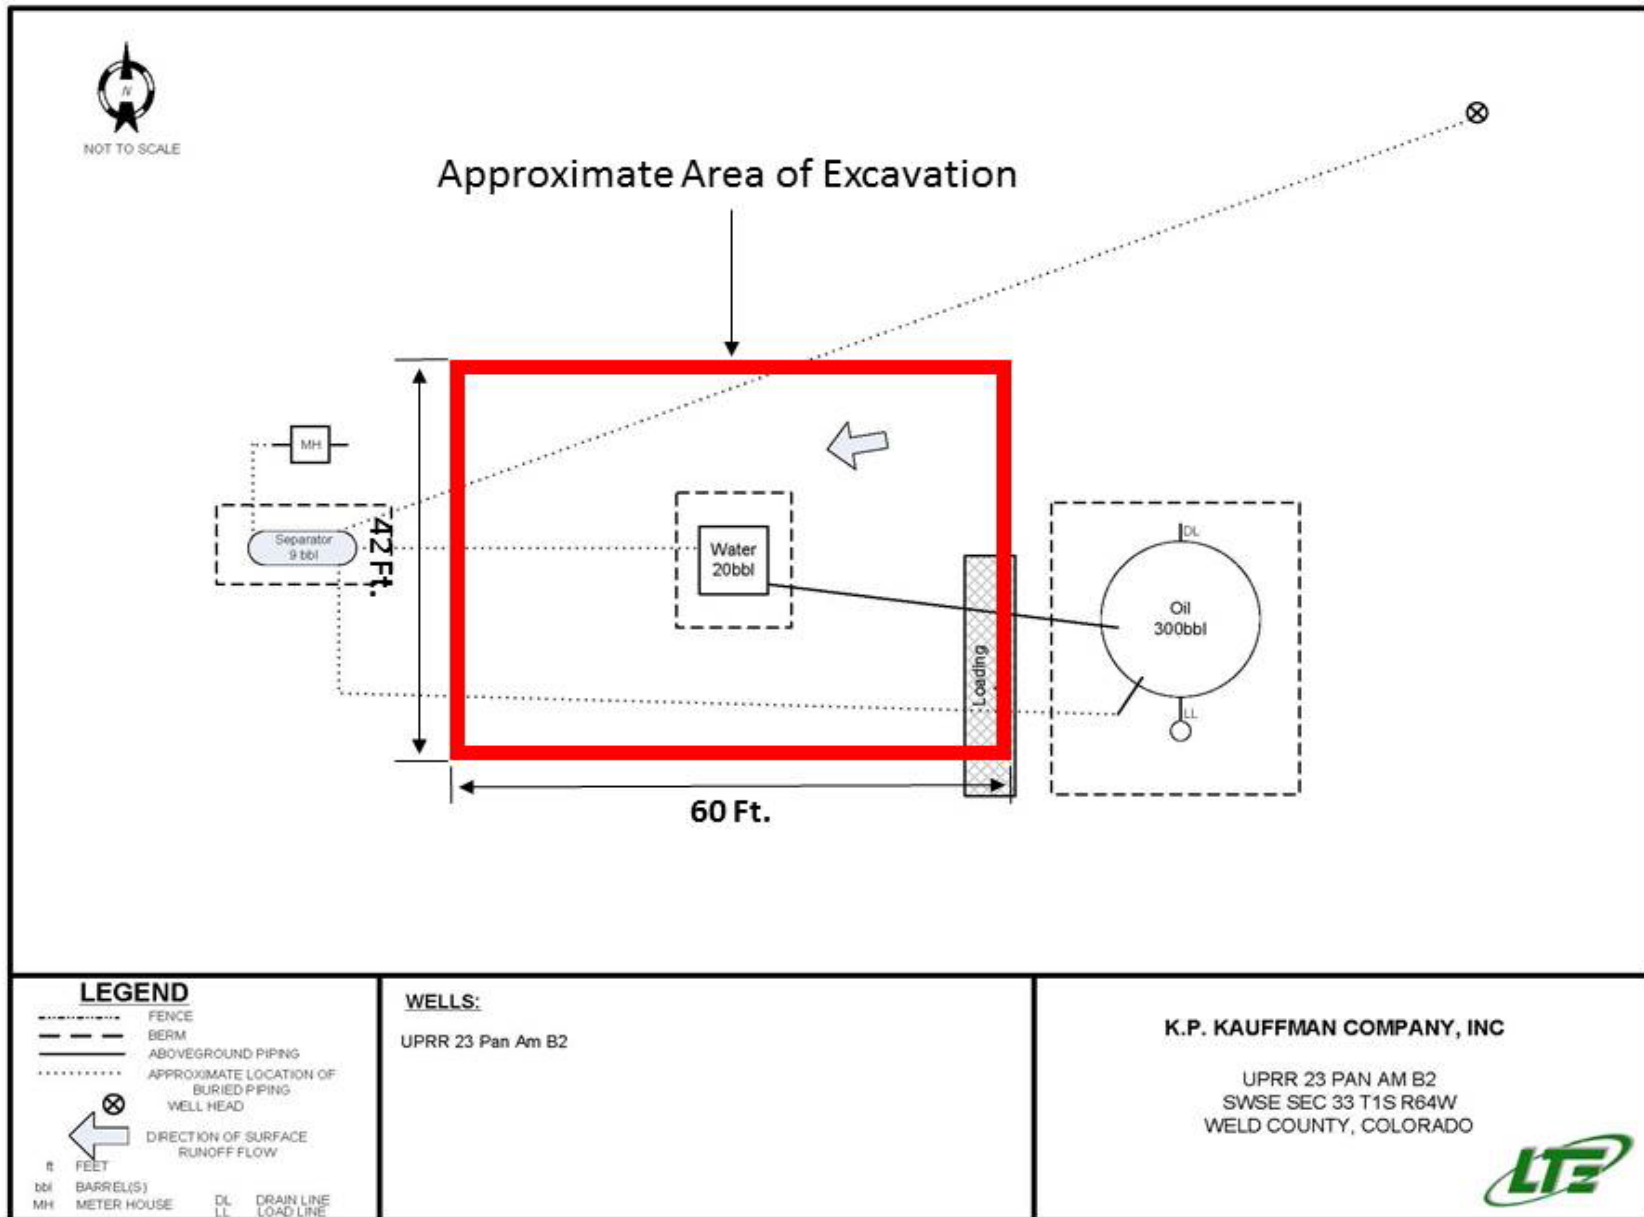 N
NOT TO SCALE
Approximate Area of Excavation
MH
Separator
9 bbl
42 Ft.
Water
20bbl
Loading
DL
Oil
300bbl
LL
60 Ft.
LEGEND
FENCE
BERM
ABOVEGROUND PIPING
APPROXIMATE LOCATION OF
BURIED PIPING
WELL HEAD
DIRECTION OF SURFACE
RUNOFF FLOW
ft FEET
bbl BARREL(S)
MH METER HOUSE DL DRAIN LINE
LL LOAD LINE
WELLS:
UPRR 23 Pan Am B2
K.P. KAUFFMAN COMPANY, INC
UPRR 23 PAN AM B2
SWSE SEC 33 T1S R64W
WELD COUNTY, COLORADO
LTE